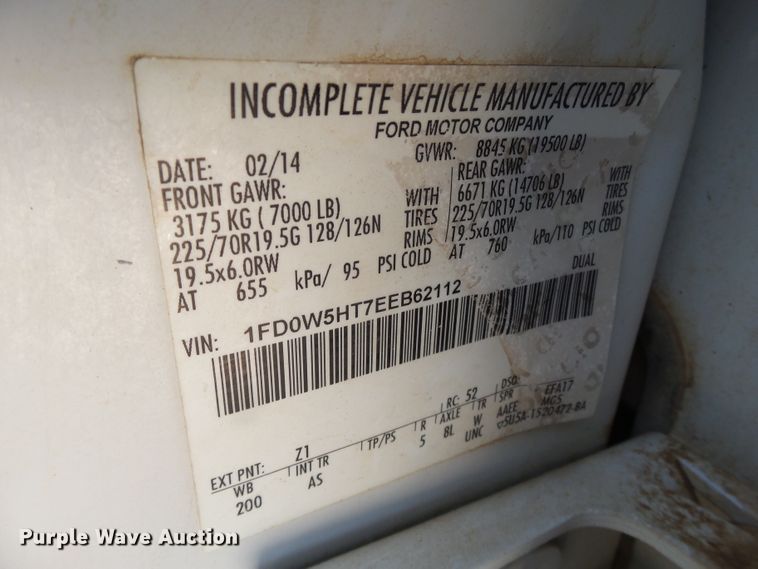 INCOMPLETE VEHICLE MANUFACTURED BY
FORD MOTOR COMPANY
DATE: 02/14
GVWR: 8845 KG (19500 LB)
FRONT GAWR:
3175 KG ( 7000 LB) WITH
225/70R19.5G 128/126N TIRES
19.5x6.0RW RIMS
AT 655 kPa/ 95 PSI COLD
REAR GAWR:
6671 KG (14706 LB) WITH
225/70R19.5G 128/126N TIRES
19.5x6.0RW RIMS
AT 760 kPa/110 PSI COLD
DUAL
VIN: 1FD0W5HT7EEB62112
EXT PNT: Z1 RC: 52 DSO:
WB INT TR TP/PS R AXLE TR SPR EFA17
200 AS 5 8L W AAEE MG5
UNC
Purple Wave Auction